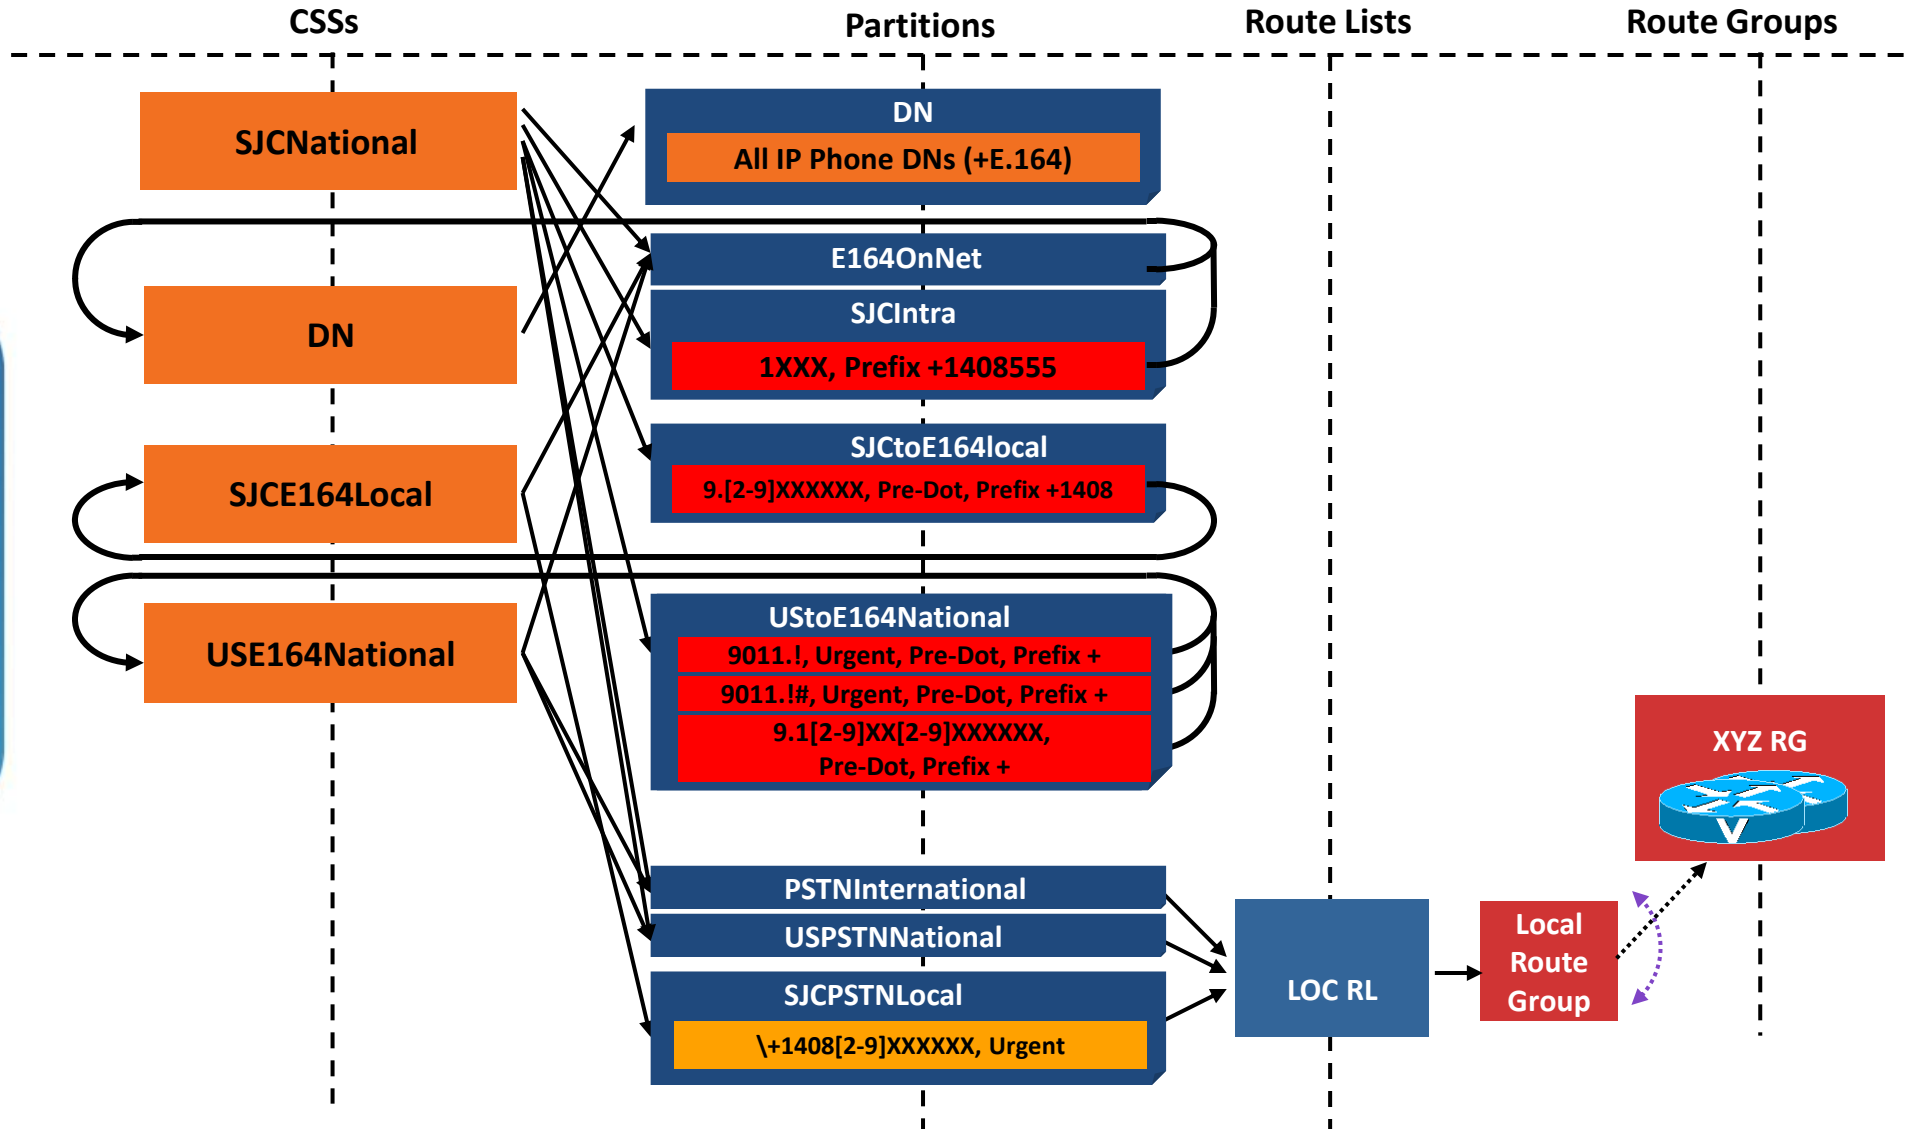 CSSs
Partitions
Route Lists
Route Groups
SJCNational
DN
SJCE164Local
USE164National
DN
All IP Phone DNs (+E.164)
E164OnNet
SJCIntra
1XXX, Prefix +1408555
SJCtoE164local
9.[2-9]XXXXXX, Pre-Dot, Prefix +1408
UStoE164National
9011.!, Urgent, Pre-Dot, Prefix +
9011.!#, Urgent, Pre-Dot, Prefix +
9.1[2-9]XX[2-9]XXXXXX,
Pre-Dot, Prefix +
PSTNInternational
USPSTNNational
SJCPSTNLocal
\+1408[2-9]XXXXXX, Urgent
LOC RL
Local
Route
Group
XYZ RG
V